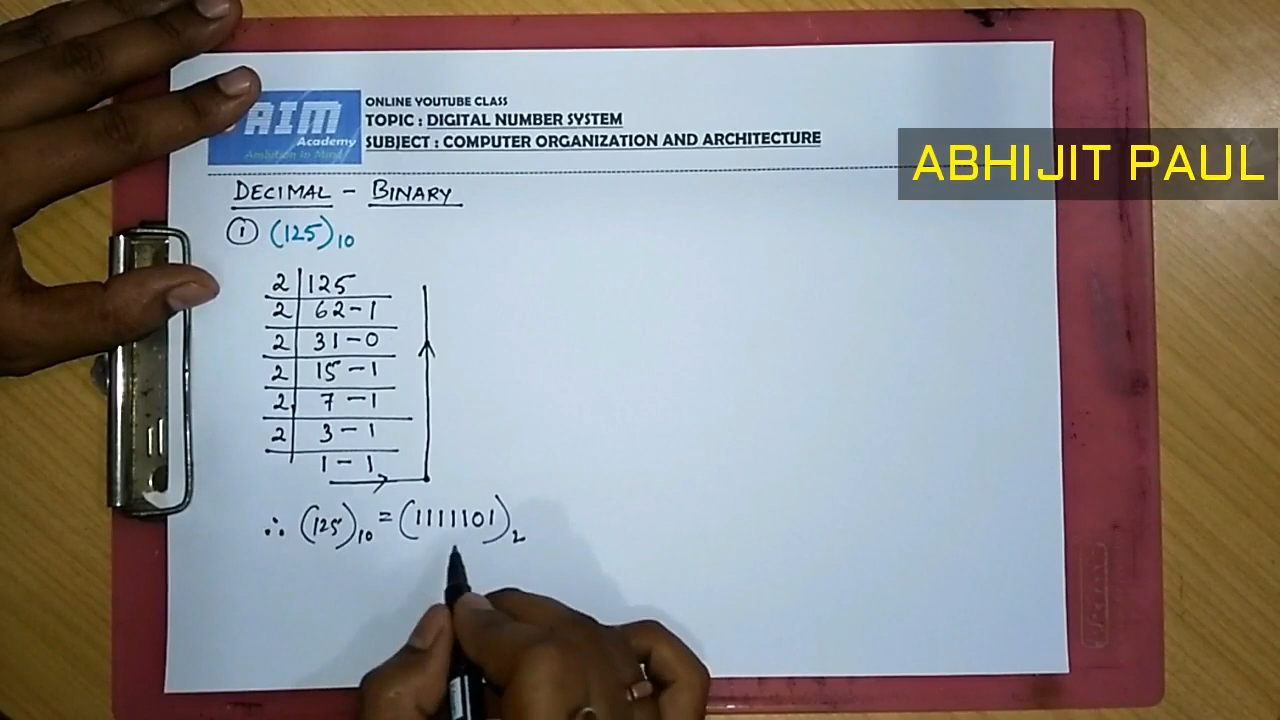 AIM
Academy
Ambition in Mind
ONLINE YOUTUBE CLASS
TOPIC : DIGITAL NUMBER SYSTEM
SUBJECT : COMPUTER ORGANIZATION AND ARCHITECTURE
ABHIJIT PAUL
DECIMAL - BINARY
① (125)₁₀
2 | 125
2 | 62 - 1
2 | 31 - 0
2 | 15 - 1
2 | 7 - 1
2 | 3 - 1
1 - 1
∴ (125)₁₀ = (1111101)₂